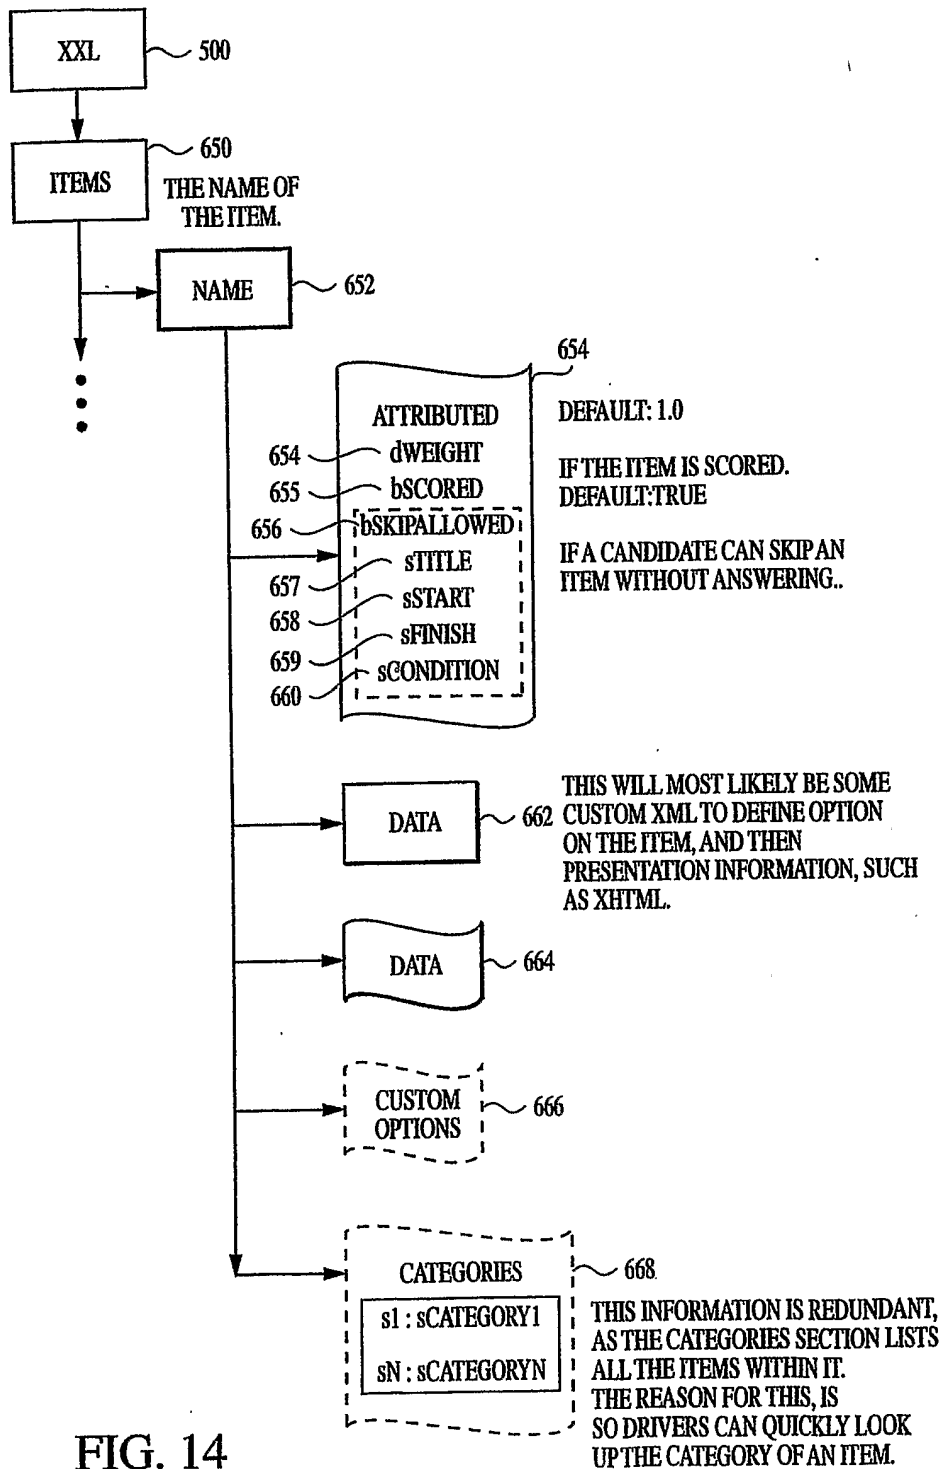 XXL
500
650
ITEMS
THE NAME OF
THE ITEM.
NAME
652
654
ATTRIBUTED
DEFAULT: 1.0
654
dWEIGHT
655
bSCORED
IF THE ITEM IS SCORED.
DEFAULT:TRUE
656
bSKIPALLOWED
IF A CANDIDATE CAN SKIP AN
ITEM WITHOUT ANSWERING..
657
sTITLE
658
sSTART
659
sFINISH
660
sCONDITION
DATA
662
THIS WILL MOST LIKELY BE SOME
CUSTOM XML TO DEFINE OPTION
ON THE ITEM, AND THEN
PRESENTATION INFORMATION, SUCH
AS XHTML.
DATA
664
CUSTOM
OPTIONS
666
CATEGORIES
668
s1 : sCATEGORY1
sN : sCATEGORYN
THIS INFORMATION IS REDUNDANT,
AS THE CATEGORIES SECTION LISTS
ALL THE ITEMS WITHIN IT.
THE REASON FOR THIS, IS
SO DRIVERS CAN QUICKLY LOOK
UP THE CATEGORY OF AN ITEM.
FIG. 14